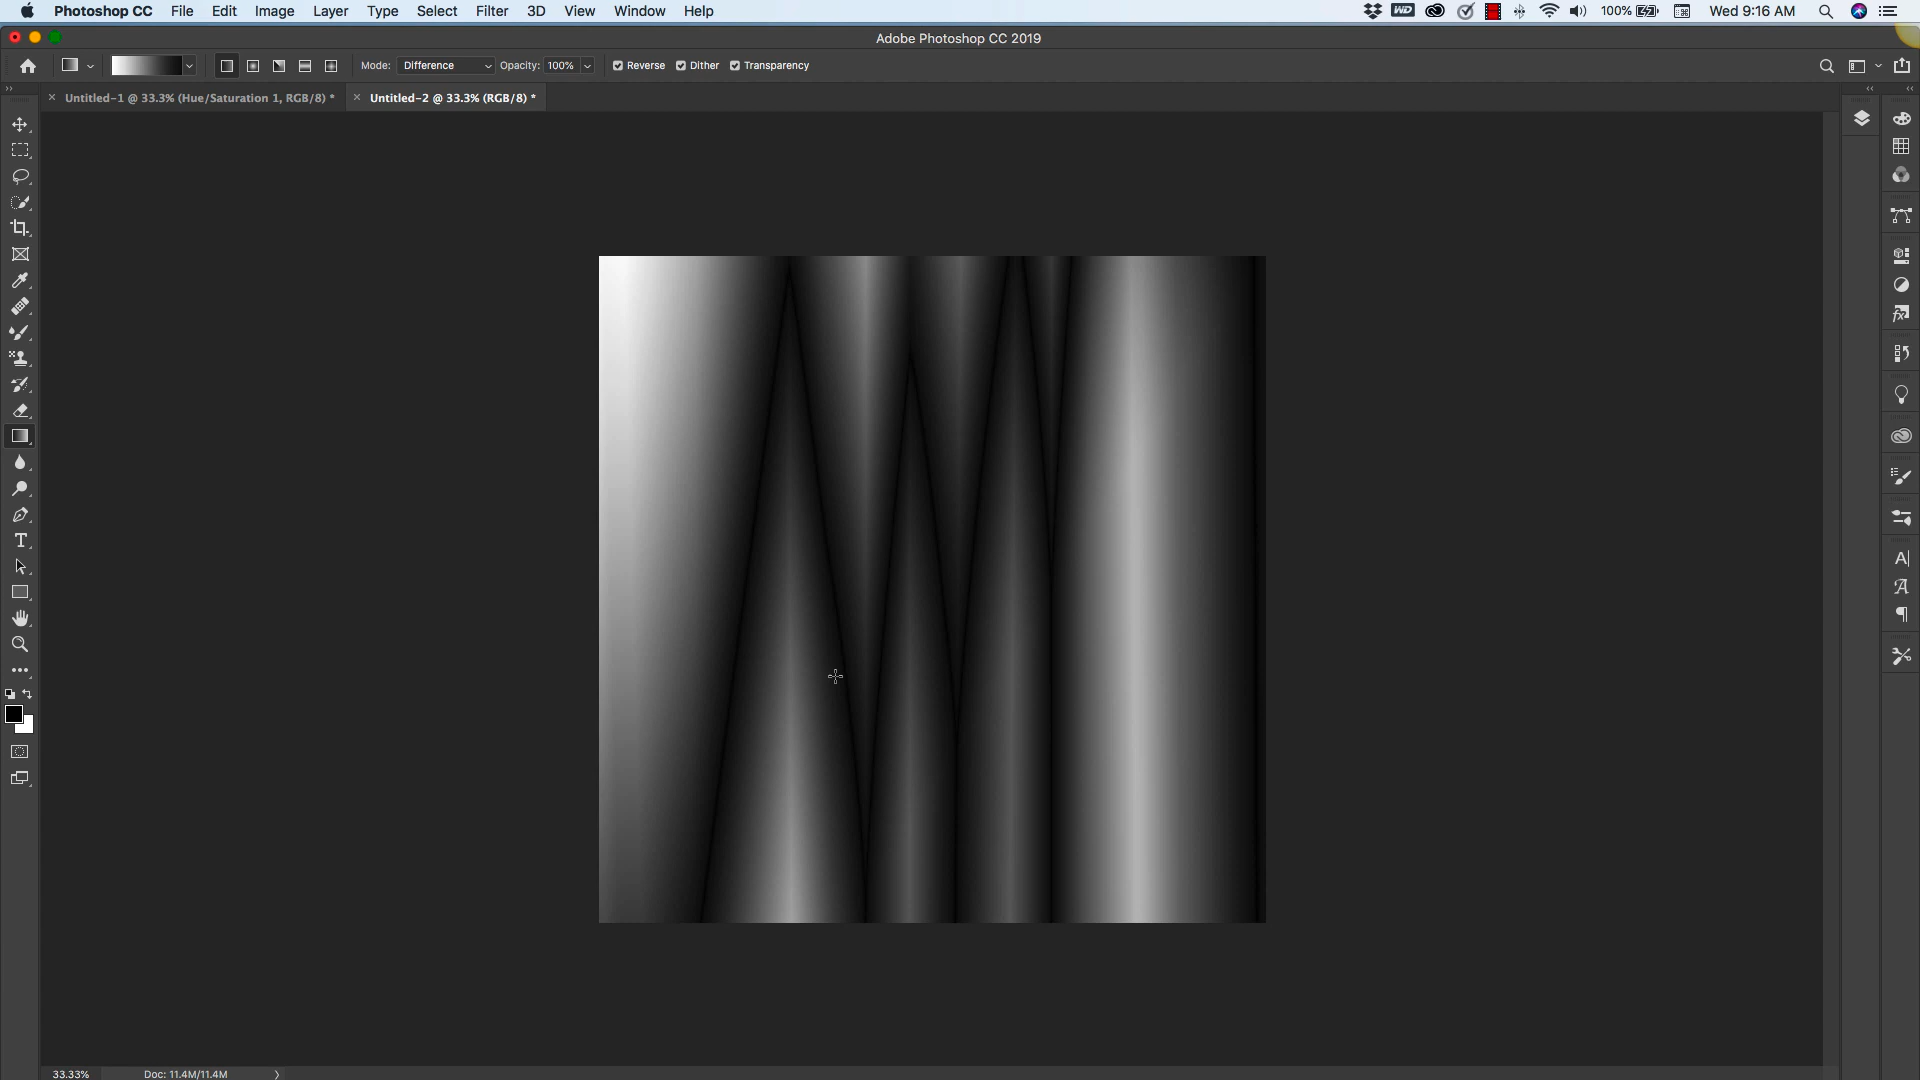 Photoshop CC File Edit Image Layer Type Select Filter 3D View Window Help WD 100% Wed 9:16 AM
Adobe Photoshop CC 2019
Mode: Difference Opacity: 100% Reverse Dither Transparency
Untitled-1 @ 33.3% (Hue/Saturation 1, RGB/8) * Untitled-2 @ 33.3% (RGB/8) *
33.33% Doc: 11.4M/11.4M